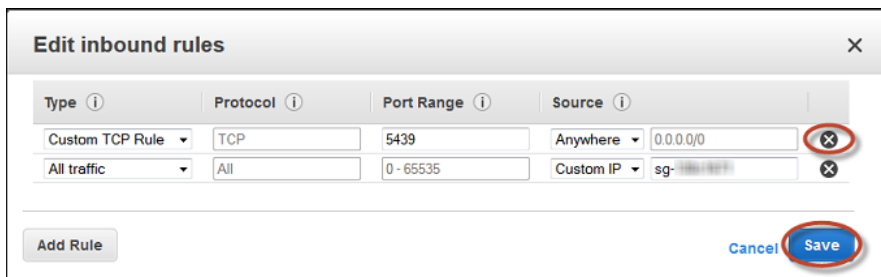 Edit inbound rules
Type Protocol Port Range Source
Custom TCP Rule TCP 5439 Anywhere 0.0.0.0/0
All traffic All 0 - 65535 Custom IP sg-
Add Rule Cancel Save